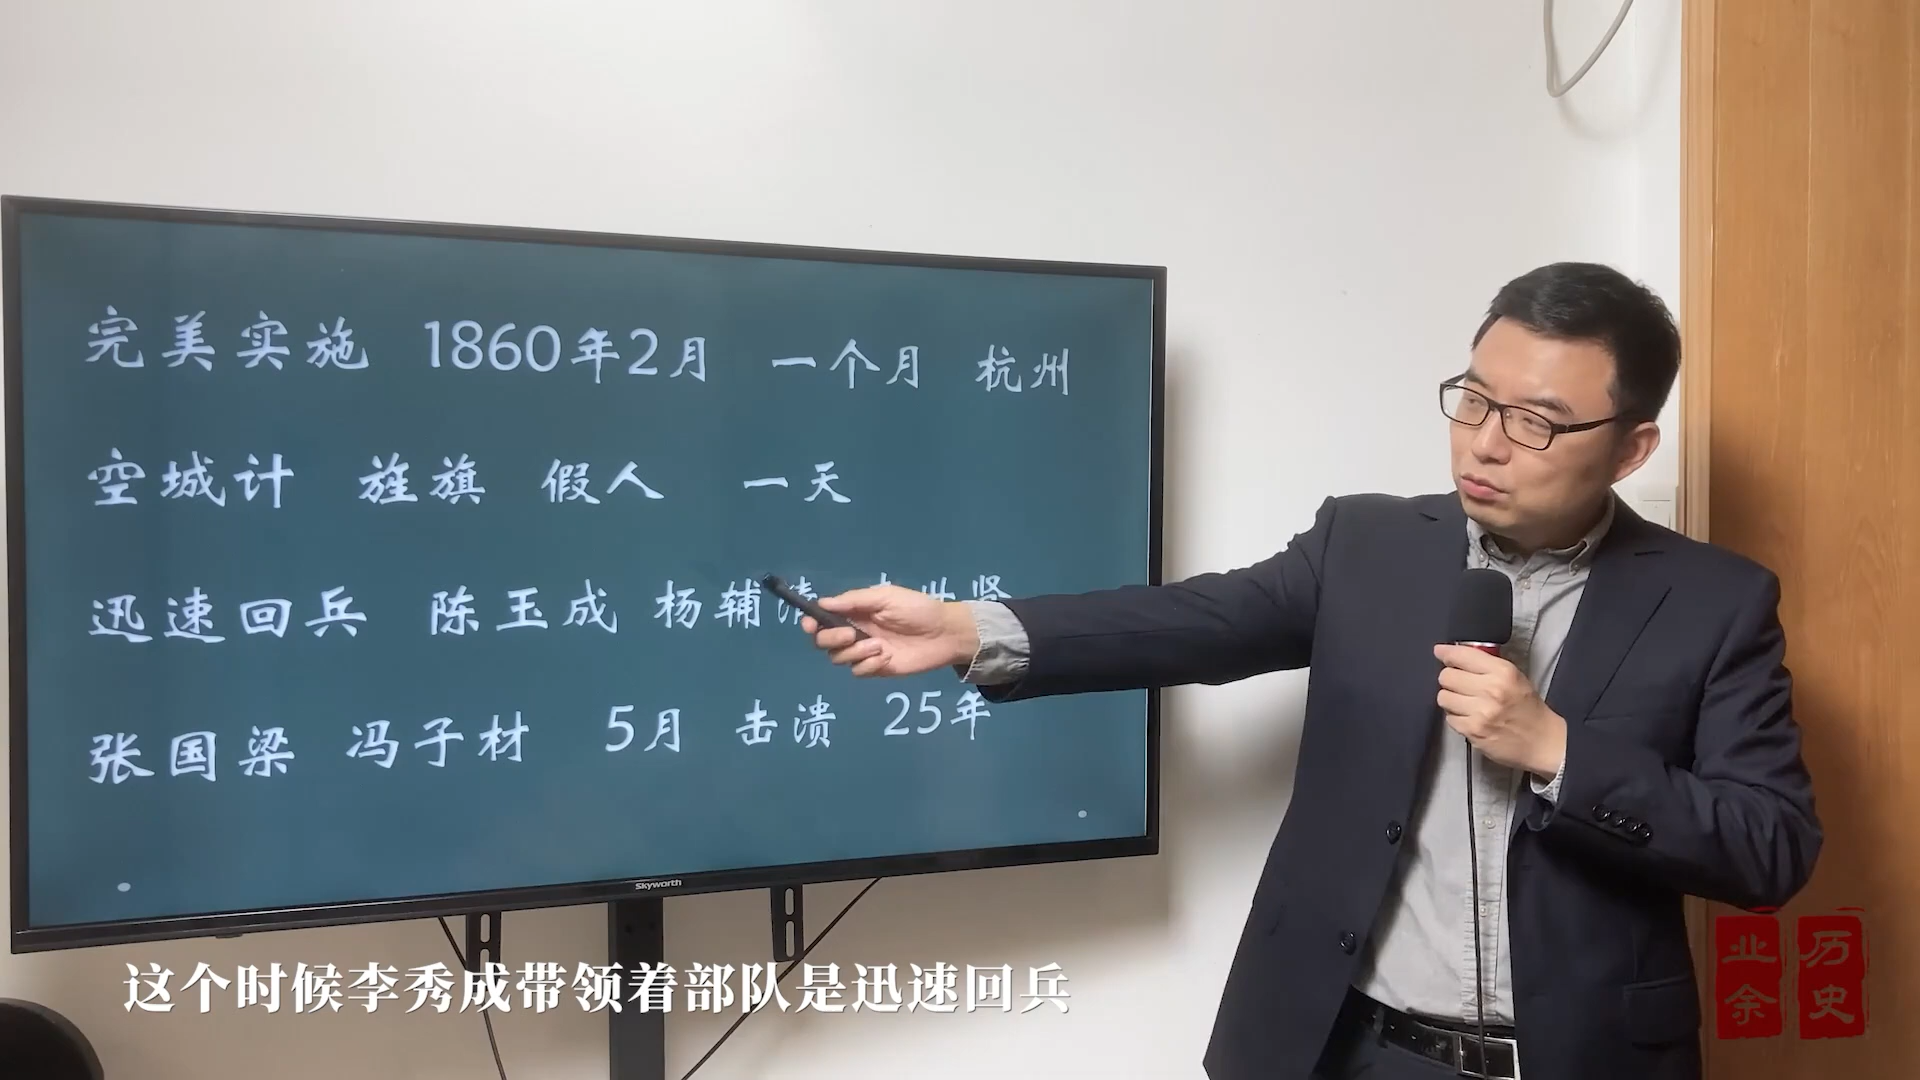 完美实施 1860年2月 一个月 杭州
空城计 旌旗 假人 一天
迅速回兵 陈玉成 杨辅清 世贤
张国梁 冯子材 5月 击溃 25年
Skyworth
这个时候李秀成带领着部队是迅速回兵
历史
业余